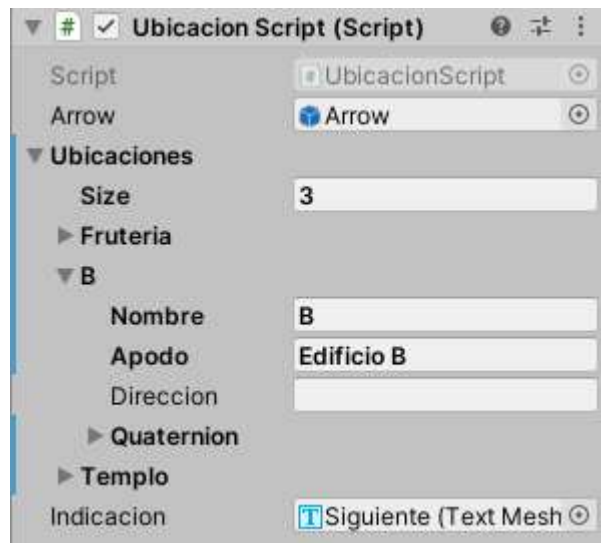 # Ubicacion Script (Script)
Script # UbicacionScript
Arrow Arrow
Ubicaciones
Size 3
Fruteria
B
Nombre B
Apodo Edificio B
Direccion
Quaternion
Templo
Indicacion T Siguiente (Text Mesh